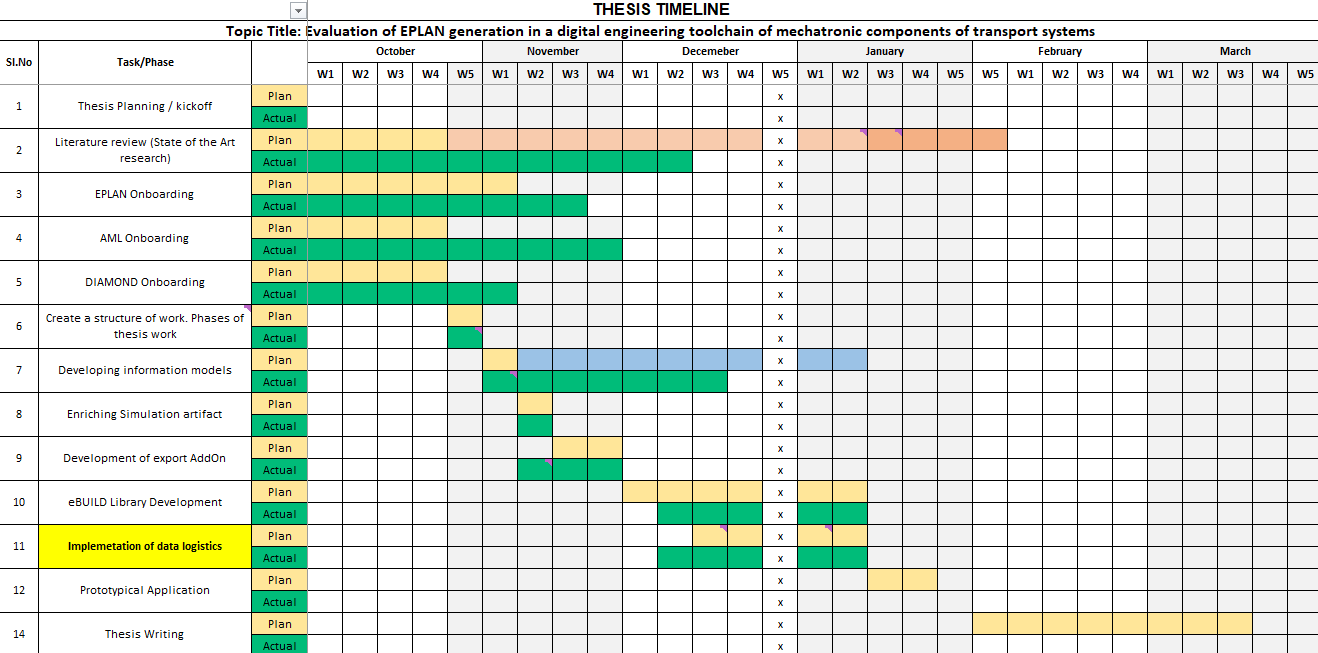 THESIS TIMELINE
Topic Title: Evaluation of EPLAN generation in a digital engineering toolchain of mechatronic components of transport systems
Sl.No Task/Phase October November Decemeber January February March
W1 W2 W3 W4 W5 W1 W2 W3 W4 W1 W2 W3 W4 W5 W1 W2 W3 W4 W5 W5 W1 W2 W3 W4 W1 W2 W3 W4 W5
1 Thesis Planning / kickoff
Plan x
Actual x
2 Literature review (State of the Art
research)
Plan x
Actual x
3 EPLAN Onboarding
Plan x
Actual x
4 AML Onboarding
Plan x
Actual x
5 DIAMOND Onboarding
Plan x
Actual x
6 Create a structure of work. Phases of
thesis work
Plan x
Actual x
7 Developing information models
Plan x
Actual x
8 Enriching Simulation artifact
Plan x
Actual x
9 Development of export AddOn
Plan x
Actual x
10 eBUILD Library Development
Plan x
Actual x
11 Implemetation of data logistics
Plan x
Actual x
12 Prototypical Application
Plan x
Actual x
14 Thesis Writing
Plan x
Actual x